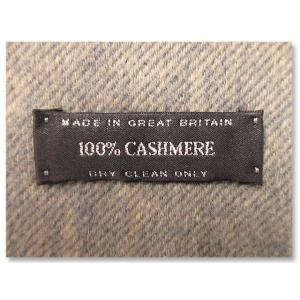 MADE IN GREAT BRITAIN
100% CASHMERE
DRY CLEAN ONLY